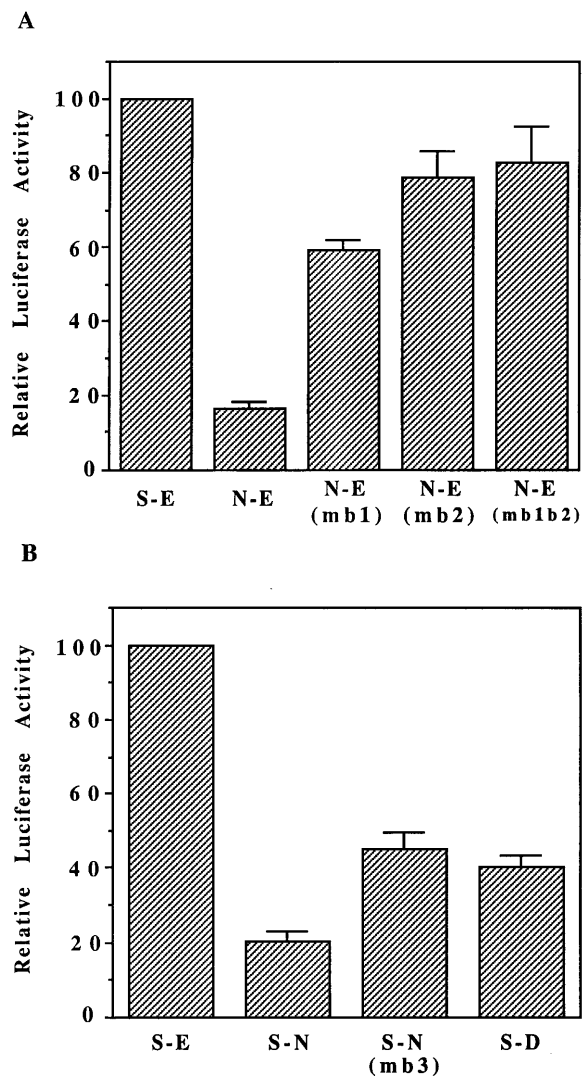 A
Relative Luciferase Activity
100
80
60
40
20
0
S-E N-E N-E N-E N-E
(mb1) (mb2) (mb1b2)
B
Relative Luciferase Activity
100
80
60
40
20
0
S-E S-N S-N S-D
(mb3)